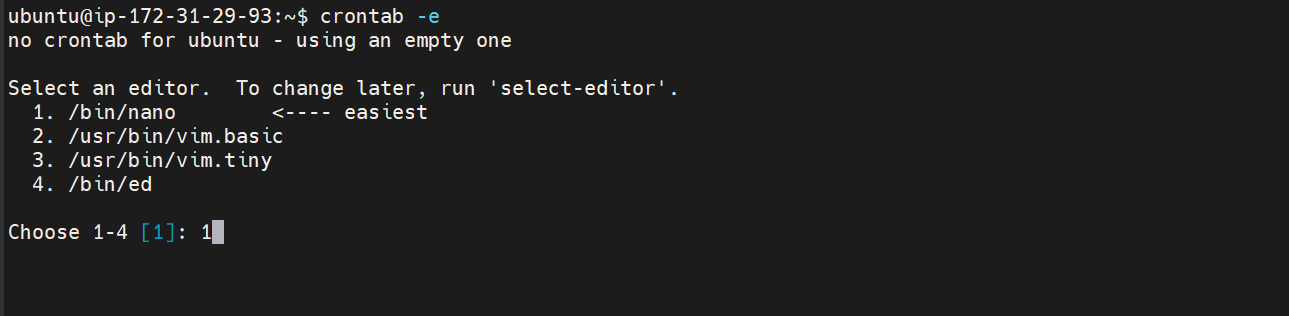 ubuntu@ip-172-31-29-93:~$ crontab -e
no crontab for ubuntu - using an empty one
Select an editor.  To change later, run 'select-editor'.
  1. /bin/nano        <---- easiest
  2. /usr/bin/vim.basic
  3. /usr/bin/vim.tiny
  4. /bin/ed
Choose 1-4 [1]: 1